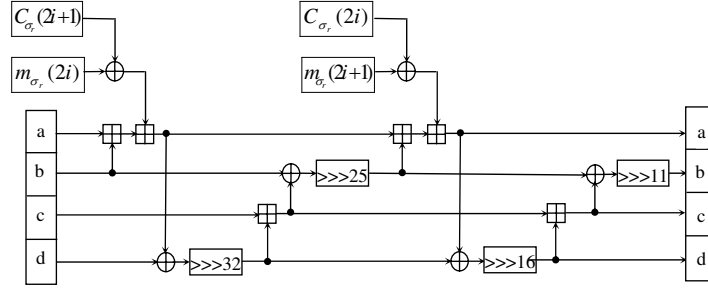 C_{σ_r}(2i+1)
C_{σ_r}(2i)
m_{σ_r}(2i)
m_{σ_r}(2i+1)
a
a
b
>>>25
>>>11
b
c
c
d
>>>32
>>>16
d